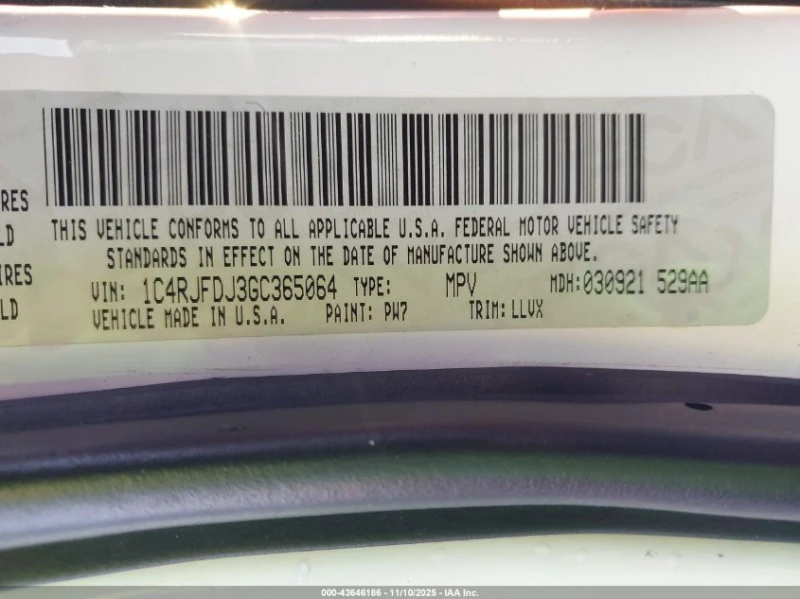 RES
THIS VEHICLE CONFORMS TO ALL APPLICABLE U.S.A. FEDERAL MOTOR VEHICLE SAFETY
LD
STANDARDS IN EFFECT ON THE DATE OF MANUFACTURE SHOWN ABOVE.
IRES
VIN: 1C4RJFDJ3GC365064 TYPE: MPV MDH:030921 529AA
LD
VEHICLE MADE IN U.S.A. PAINT: PW7 TRIM: LLVX
000-43646186 - 11/10/2025 - IAA Inc.